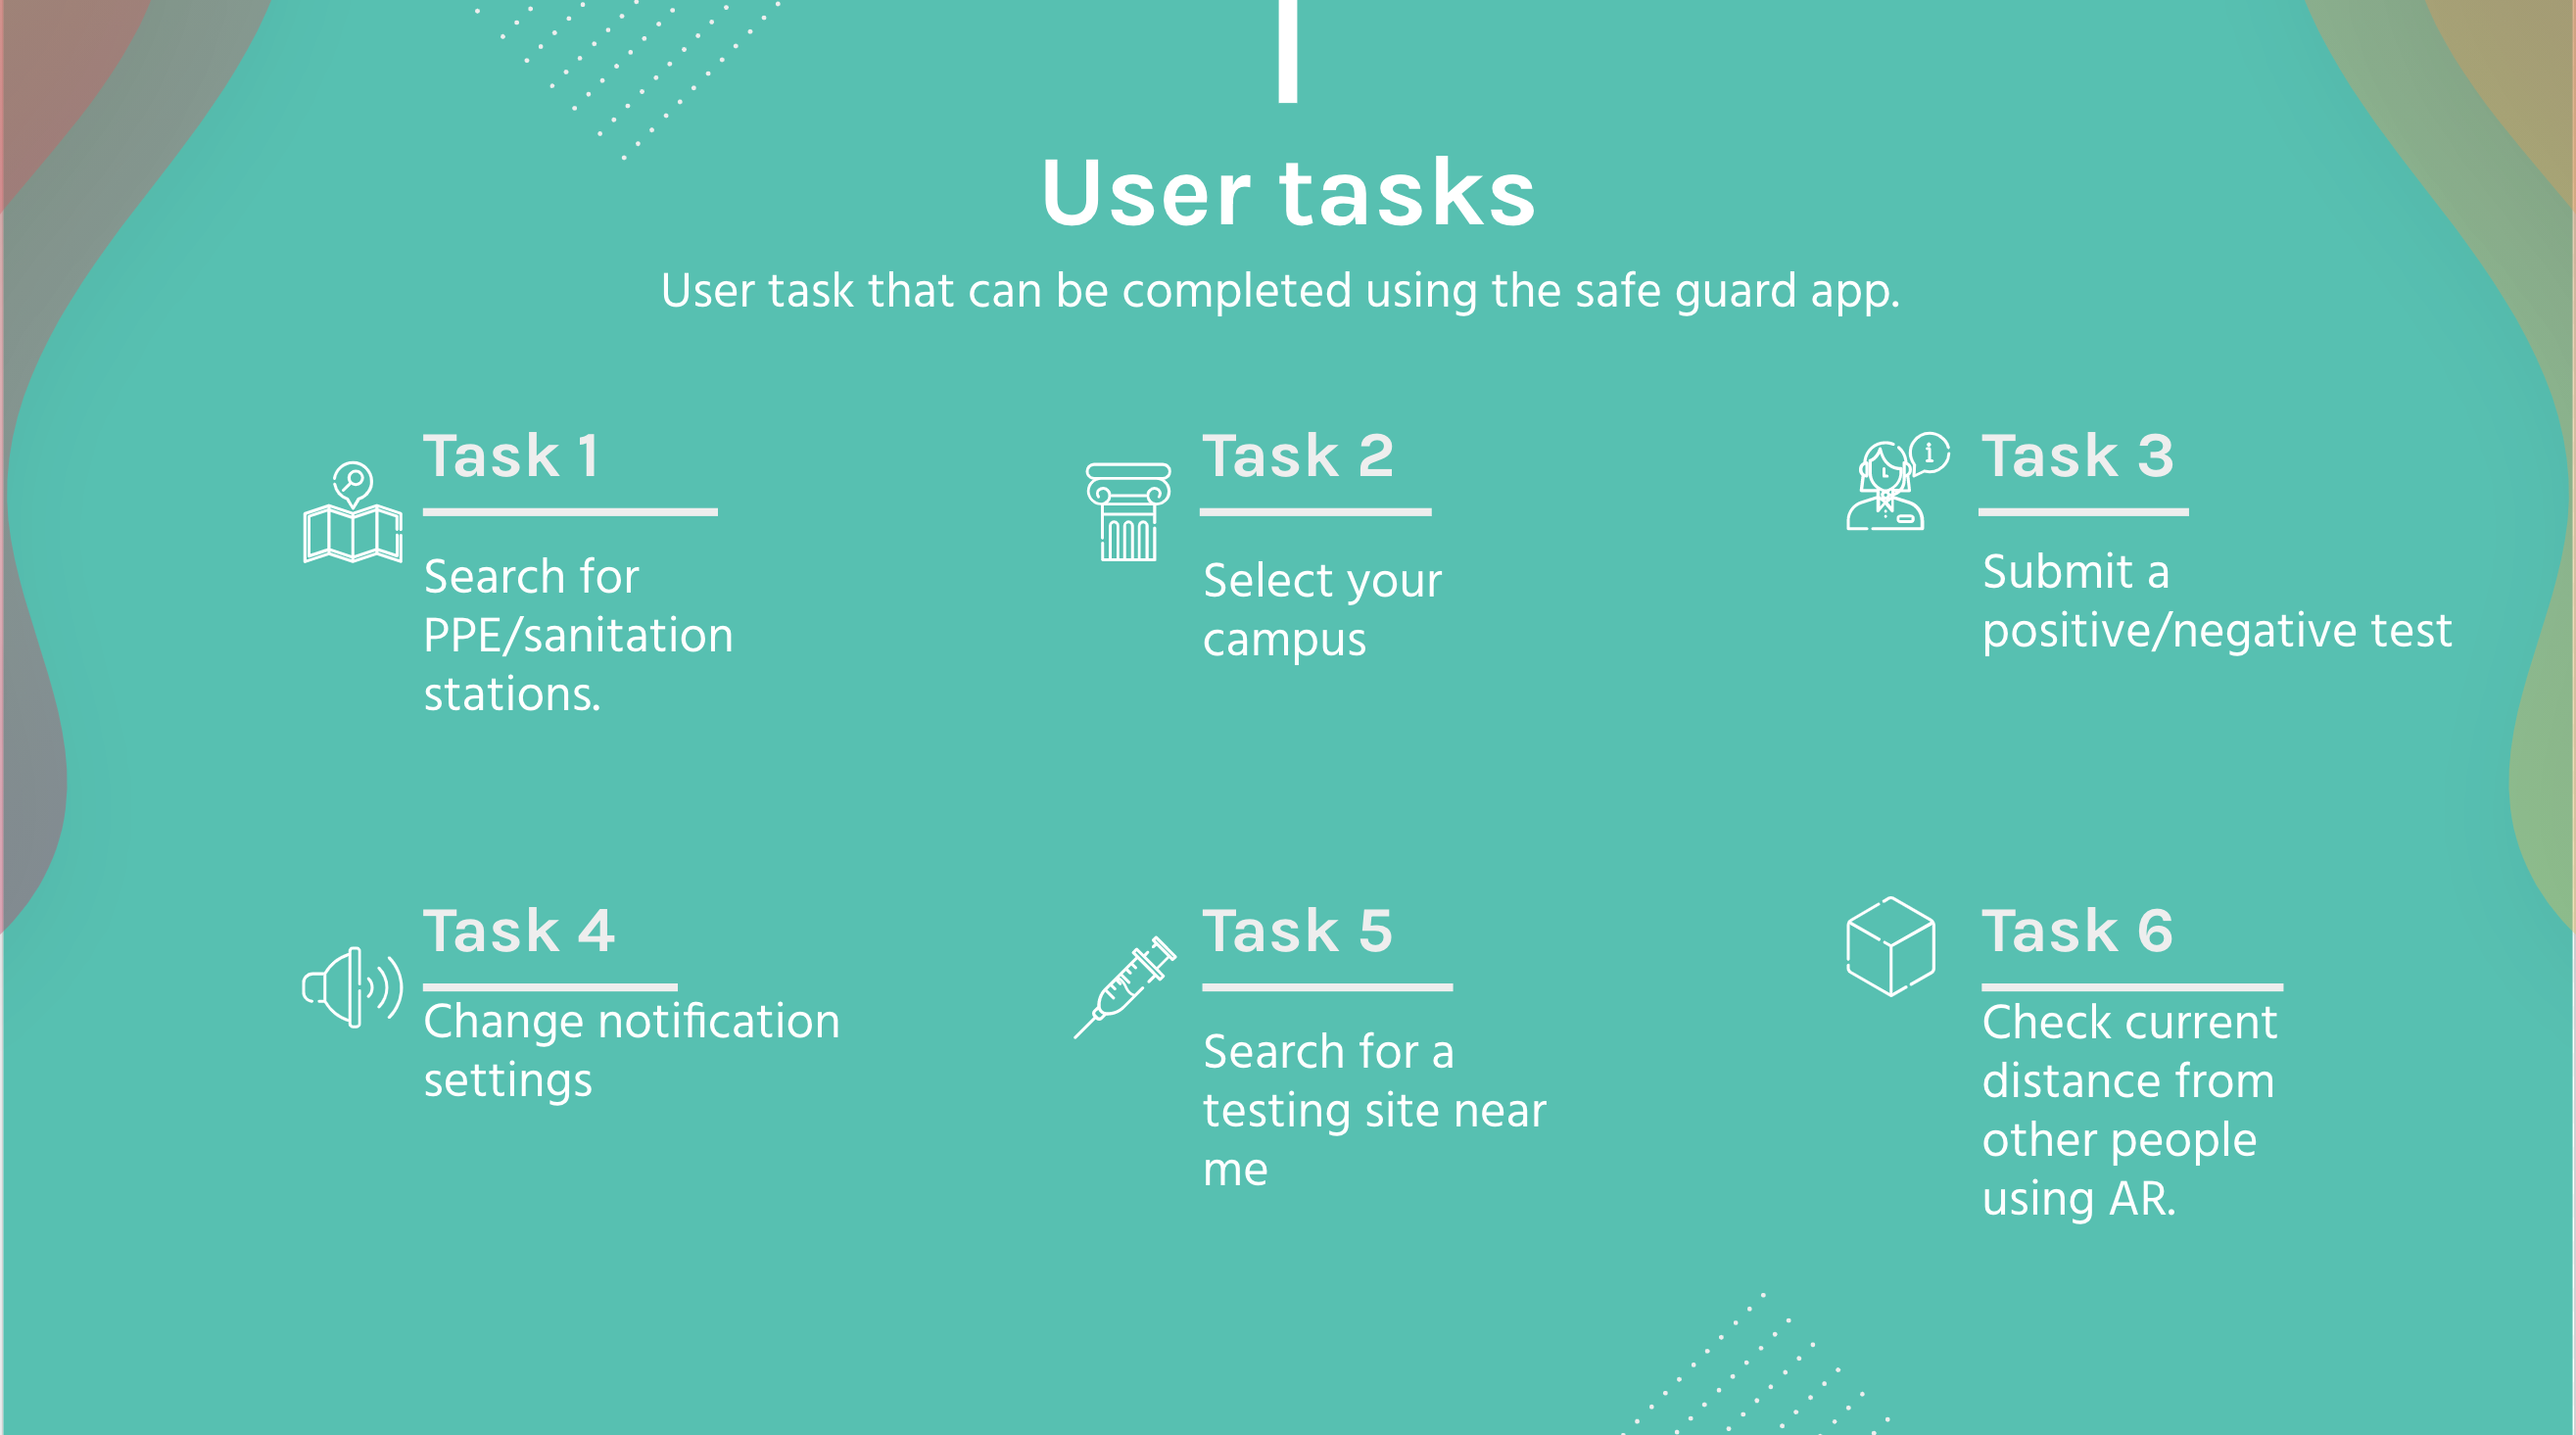 User tasks
User task that can be completed using the safe guard app.
Task 1
Search for
PPE/sanitation
stations.
Task 2
Select your
campus
i
Task 3
Submit a
positive/negative test
Task 4
Change notification
settings
Task 5
Search for a
testing site near
me
Task 6
Check current
distance from
other people
using AR.